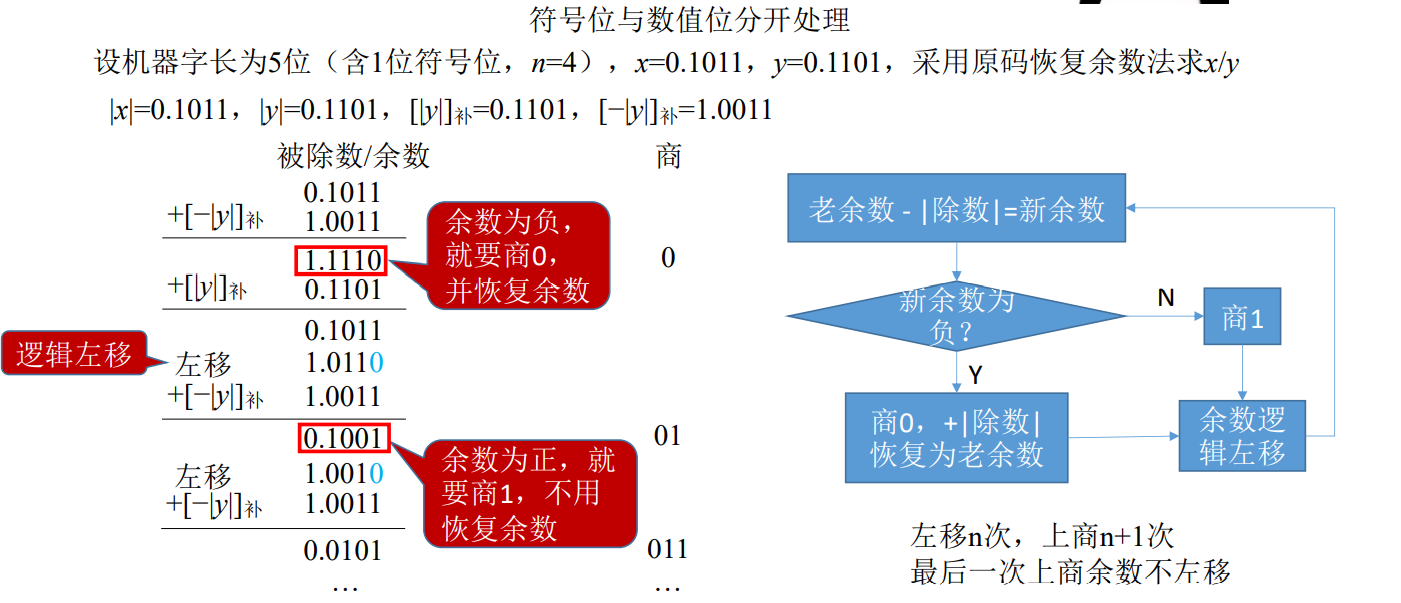 符号位与数值位分开处理
设机器字长为5位（含1位符号位，n=4），x=0.1011，y=0.1101，采用原码恢复余数法求x/y
|x|=0.1011，|y|=0.1101，[|y|]补=0.1101，[−|y|]补=1.0011
被除数/余数 商
0.1011
+[−|y|]补 1.0011
1.1110 0
+[|y|]补 0.1101
0.1011
左移 1.0110
+[−|y|]补 1.0011
0.1001 01
左移 1.0010
+[−|y|]补 1.0011
0.0101 011
… …
余数为负，
就要商0，
并恢复余数
逻辑左移
余数为正，就
要商1，不用
恢复余数
老余数 - |除数|=新余数
新余数为
负？
N
商1
Y
商0，+|除数|
恢复为老余数
余数逻
辑左移
左移n次，上商n+1次
最后一次上商余数不左移